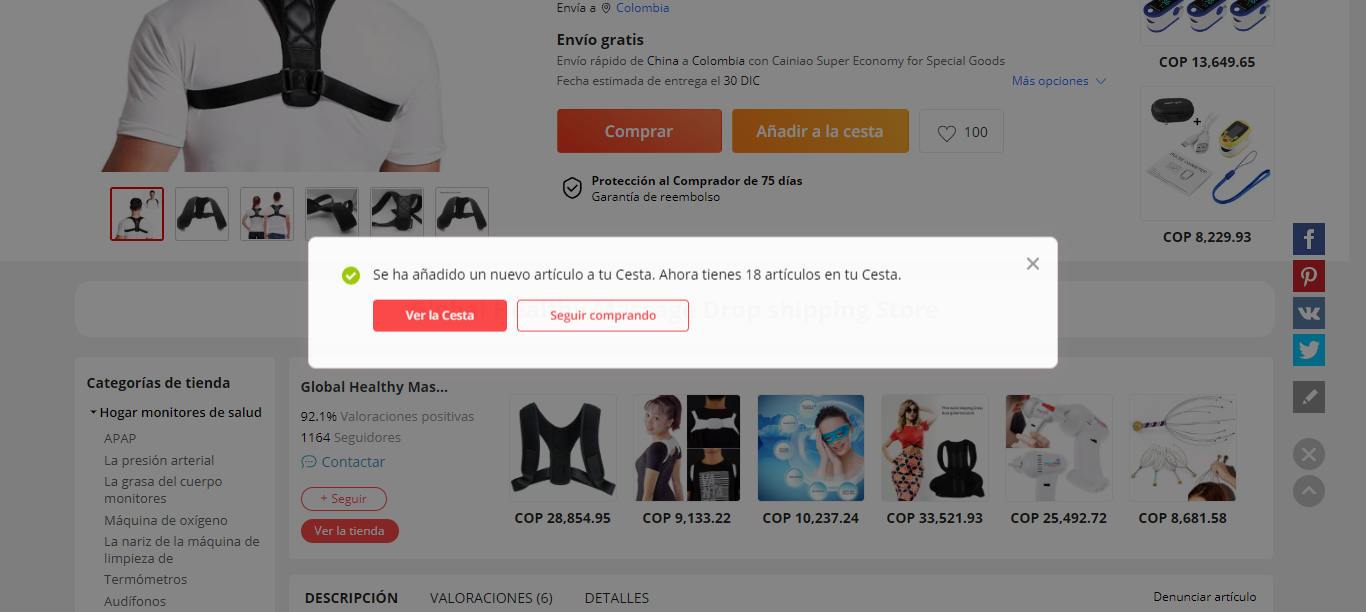 Envía a Colombia
Envío gratis
Envío rápido de China a Colombia con Cainiao Super Economy for Special Goods
Fecha estimada de entrega el 30 DIC
Más opciones
Comprar
Añadir a la cesta
100
Protección al Comprador de 75 días
Garantía de reembolso
COP 13,649.65
COP 8,229.93
Se ha añadido un nuevo artículo a tu Cesta. Ahora tienes 18 artículos en tu Cesta.
Ver la Cesta
Seguir comprando
Global Healthy Massage Drop shipping Store
Categorías de tienda
Hogar monitores de salud
APAP
La presión arterial
La grasa del cuerpo
monitores
Máquina de oxígeno
La nariz de la máquina de
limpieza de
Termómetros
Audífonos
Global Healthy Mas...
92.1% Valoraciones positivas
1164 Seguidores
Contactar
+ Seguir
Ver la tienda
COP 28,854.95
COP 9,133.22
COP 10,237.24
COP 33,521.93
COP 25,492.72
COP 8,681.58
DESCRIPCIÓN
VALORACIONES (6)
DETALLES
Denunciar artículo